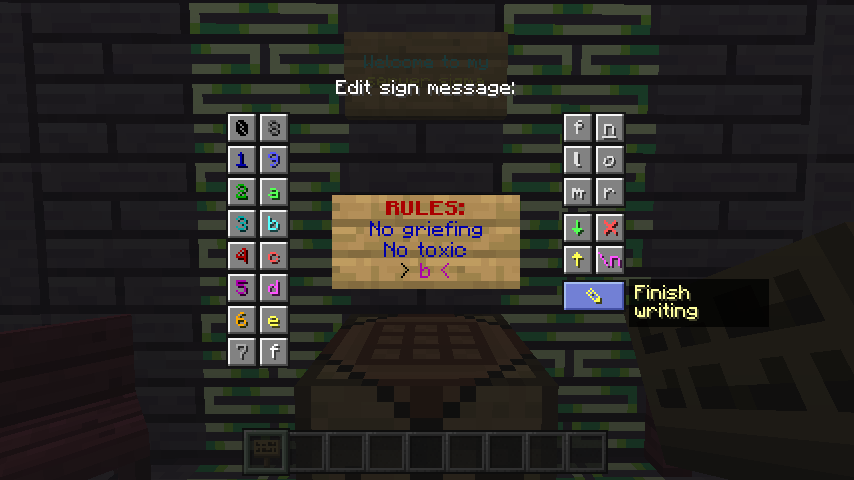 Welcome to my
Edit sign message:
0 8
1 9
2 a
3 b
4 c
5 d
6 e
7 f
RULES:
No griefing
No toxic
> b <
f n
l o
m r
\n
Finish
writing